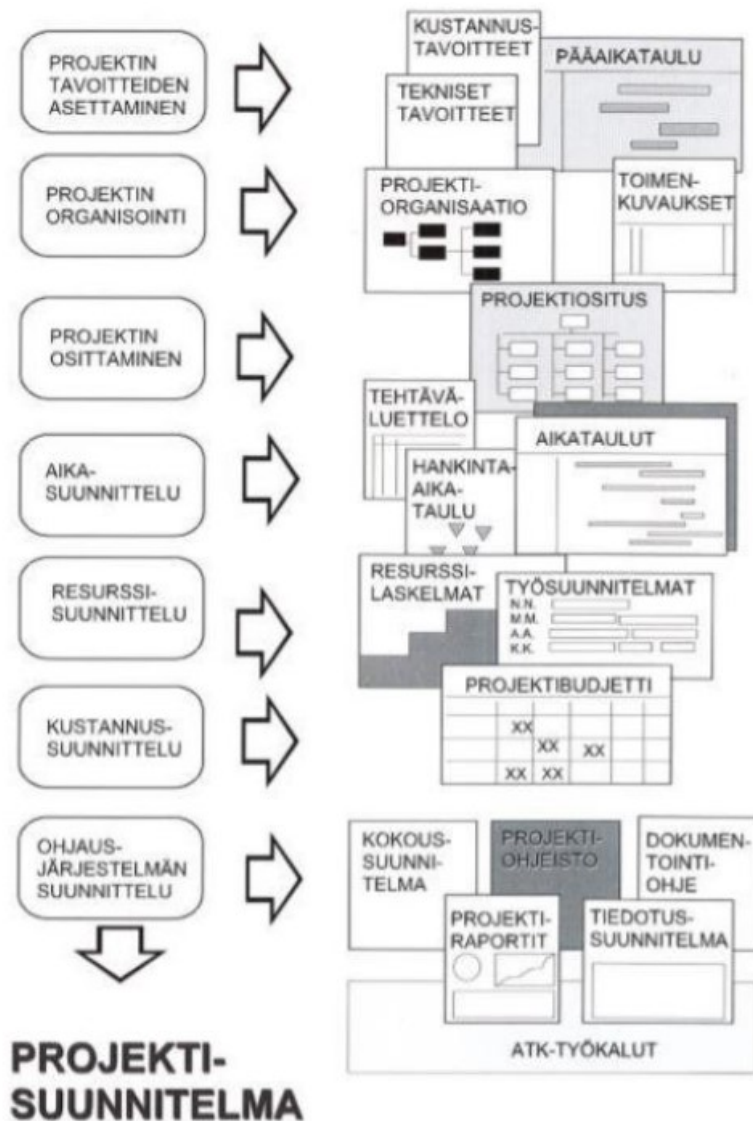 PROJEKTIN
TAVOITTEIDEN
ASETTAMINEN
KUSTANNUS-
TAVOITTEET
PÄÄAIKATAULU
TEKNISET
TAVOITTEET
PROJEKTIN
ORGANISOINTI
PROJEKTI-
ORGANISAATIO
TOIMEN-
KUVAUKSET
PROJEKTIN
OSITTAMINEN
PROJEKTIOSITUS
TEHTÄVÄ-
LUETTELO
AIKA-
SUUNNITTELU
AIKATAULUT
HANKINTA-
AIKA-
TAULU
RESURSSI-
SUUNNITTELU
RESURSSI-
LASKELMAT
TYÖSUUNNITELMAT
N.N.
M.M.
A.A.
K.K.
KUSTANNUS-
SUUNNITTELU
PROJEKTIBUDJETTI
XX
XX XX
XX XX
OHJAUS-
JÄRJESTELMÄN
SUUNNITTELU
KOKOUS-
SUUNNI-
TELMA
PROJEKTI-
OHJEISTO
DOKUMEN-
TOINTI-
OHJE
PROJEKTI-
RAPORTIT
TIEDOTUS-
SUUNNITELMA
ATK-TYÖKALUT
PROJEKTI-
SUUNNITELMA